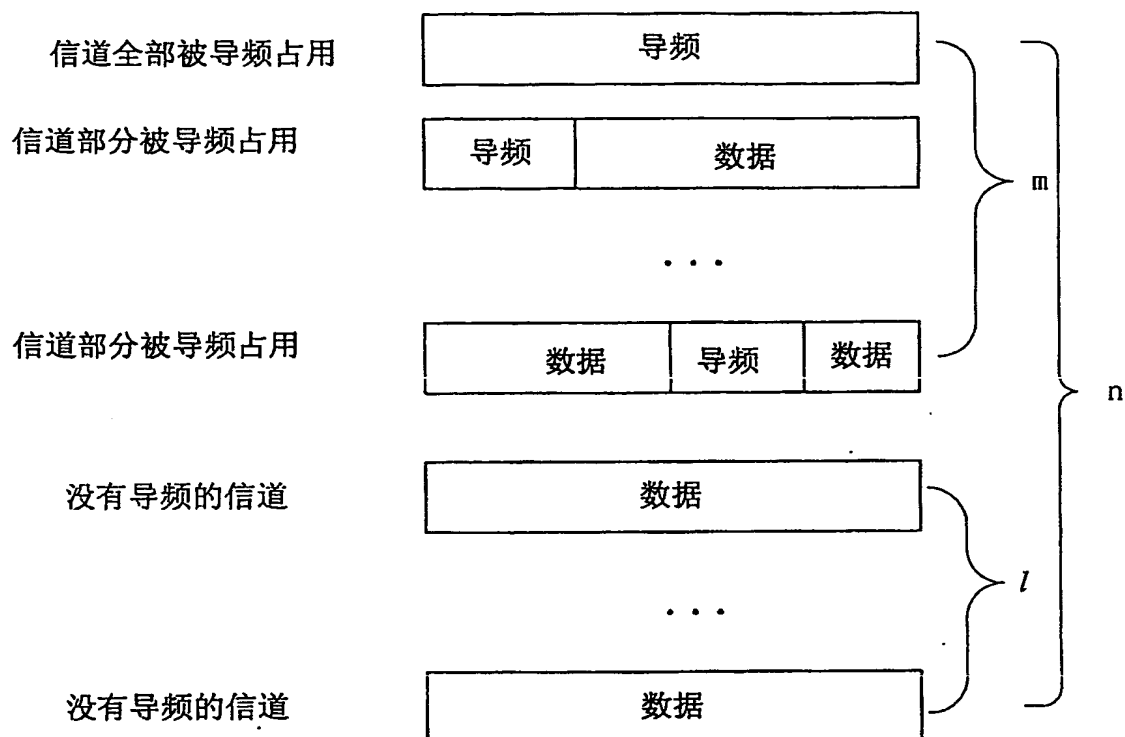 信道全部被导频占用 导频
信道部分被导频占用 导频 数据
m
...
信道部分被导频占用 数据 导频 数据
n
没有导频的信道 数据
l
...
没有导频的信道 数据